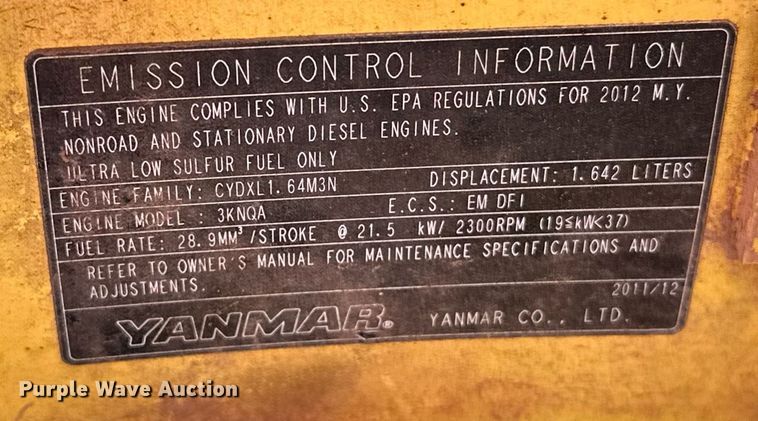 EMISSION CONTROL INFORMATION
THIS ENGINE COMPLIES WITH U.S. EPA REGULATIONS FOR 2012 M.Y.
NONROAD AND STATIONARY DIESEL ENGINES.
ULTRA LOW SULFUR FUEL ONLY
ENGINE FAMILY: CYDXL1.64M3N DISPLACEMENT: 1.642 LITERS
ENGINE MODEL : 3KNQA E.C.S.: EM DFI
FUEL RATE: 28.9MM³/STROKE @ 21.5 kW/ 2300RPM (19≤kW<37)
REFER TO OWNER'S MANUAL FOR MAINTENANCE SPECIFICATIONS AND
ADJUSTMENTS.
2011/12
YANMAR® YANMAR CO., LTD.
Purple Wave Auction